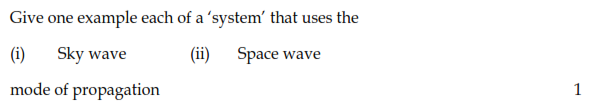 Give one example each of a ‘system’ that uses the
(i) Sky wave (ii) Space wave
mode of propagation 1